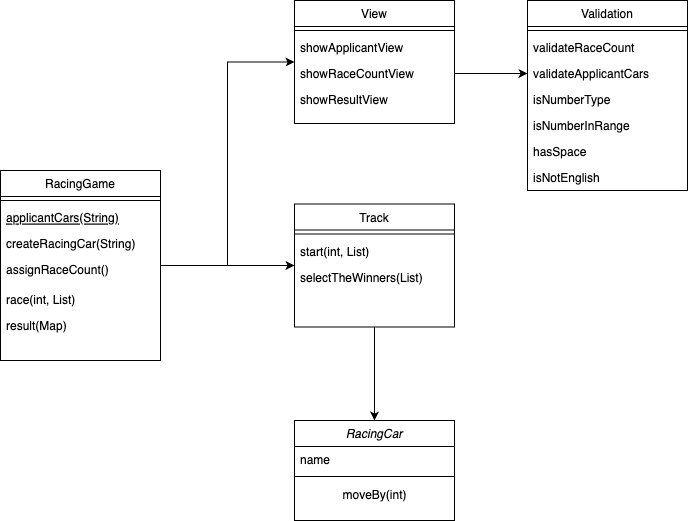 View
showApplicantView
showRaceCountView
showResultView
Validation
validateRaceCount
validateApplicantCars
isNumberType
isNumberInRange
hasSpace
isNotEnglish
RacingGame
applicantCars(String)
createRacingCar(String)
assignRaceCount()
race(int, List)
result(Map)
Track
start(int, List)
selectTheWinners(List)
RacingCar
name
moveBy(int)